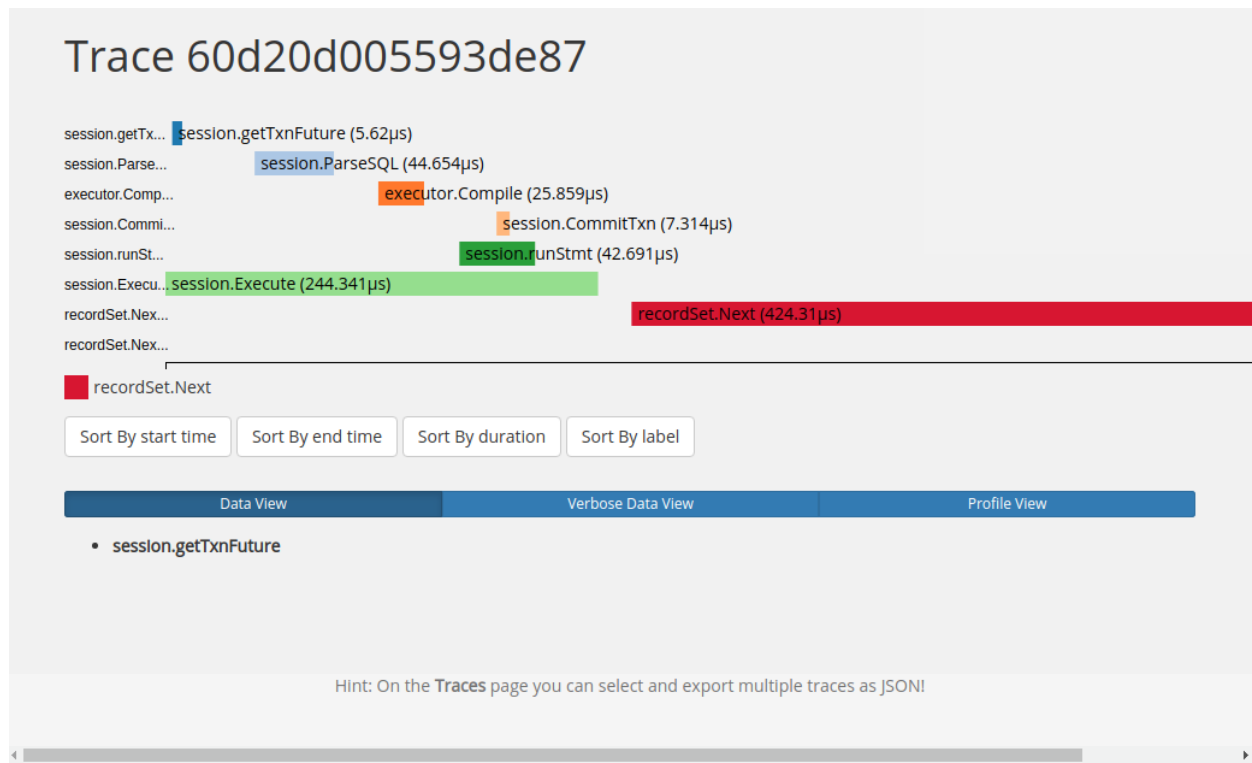 Trace 60d20d005593de87
session.getTx... session.getTxnFuture (5.62µs)
session.Parse... session.ParseSQL (44.654µs)
executor.Comp... executor.Compile (25.859µs)
session.Commi... session.CommitTxn (7.314µs)
session.runSt... session.runStmt (42.691µs)
session.Execu... session.Execute (244.341µs)
recordSet.Nex... recordSet.Next (424.31µs)
recordSet.Nex...
recordSet.Next
Sort By start time Sort By end time Sort By duration Sort By label
Data View Verbose Data View Profile View
• session.getTxnFuture
Hint: On the Traces page you can select and export multiple traces as JSON!